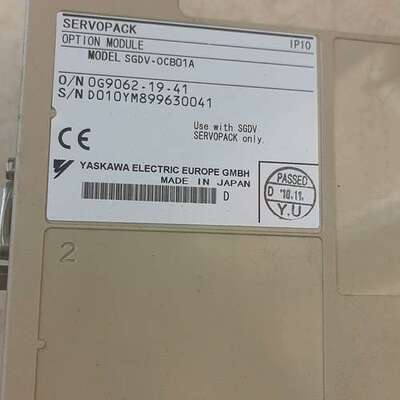 SERVOPACK
OPTION MODULE IP10
MODEL SGDV-OCB01A
O/N 0G9062-19-41
S/N D010YM899630041
Use with SGDV
SERVOPACK only.
CE
YASKAWA ELECTRIC EUROPE GMBH
MADE IN JAPAN
D
PASSED
D '10.11.
Y.U
2